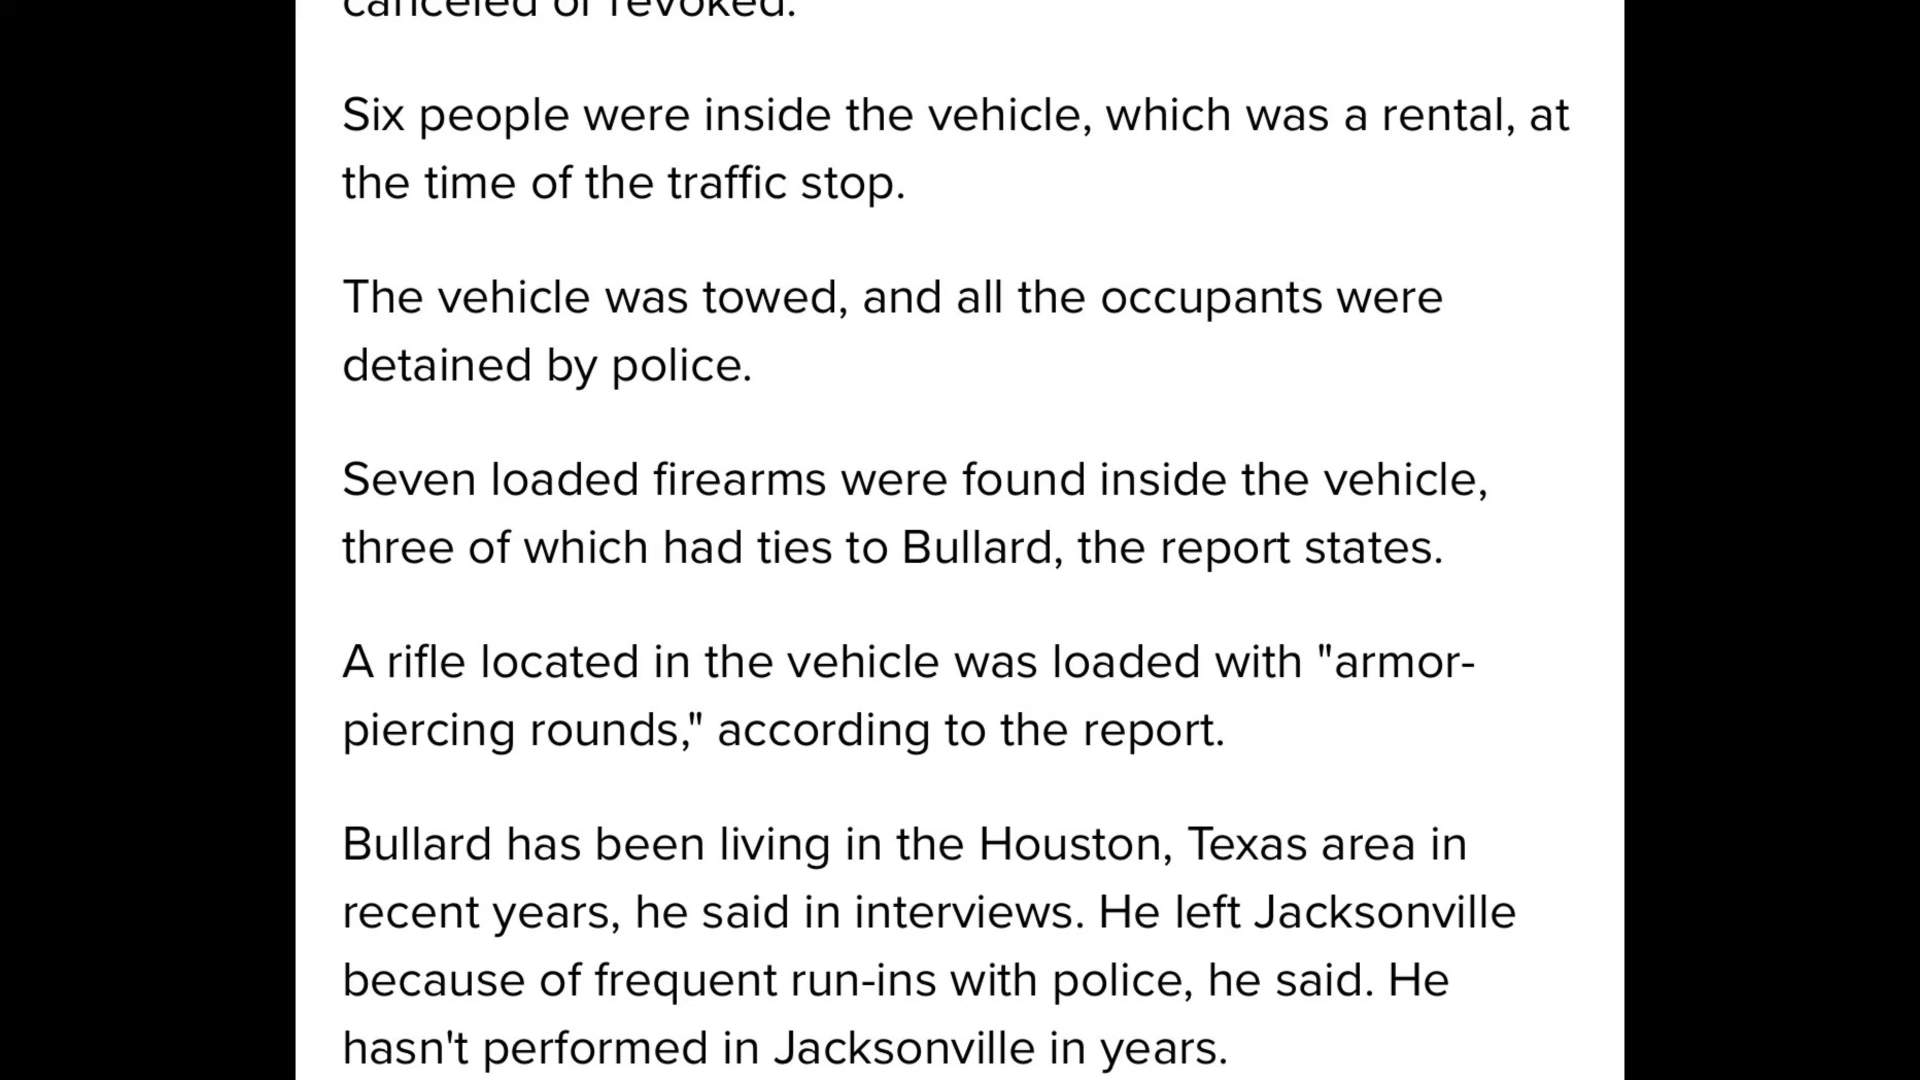 canceled or revoked.
Six people were inside the vehicle, which was a rental, at
the time of the traffic stop.
The vehicle was towed, and all the occupants were
detained by police.
Seven loaded firearms were found inside the vehicle,
three of which had ties to Bullard, the report states.
A rifle located in the vehicle was loaded with "armor-
piercing rounds," according to the report.
Bullard has been living in the Houston, Texas area in
recent years, he said in interviews. He left Jacksonville
because of frequent run-ins with police, he said. He
hasn't performed in Jacksonville in years.